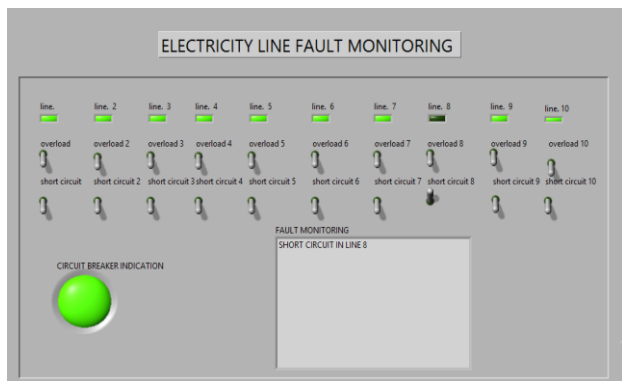 ELECTRICITY LINE FAULT MONITORING
line. line. 2 line. 3 line. 4 line. 5 line. 6 line. 7 line. 8 line. 9 line. 10
overload overload 2 overload 3 overload 4 overload 5 overload 6 overload 7 overload 8 overload 9 overload 10
short circuit short circuit 2 short circuit 3 short circuit 4 short circuit 5 short circuit 6 short circuit 7 short circuit 8 short circuit 9 short circuit 10
FAULT MONITORING
SHORT CIRCUIT IN LINE 8
CIRCUIT BREAKER INDICATION